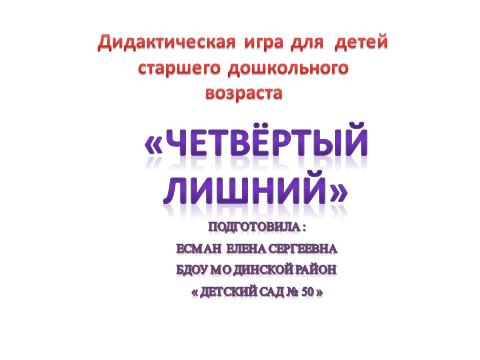 Дидактическая игра для детей
старшего дошкольного
возраста
«ЧЕТВЁРТЫЙ
ЛИШНИЙ»
ПОДГОТОВИЛА :
ЕСМАН ЕЛЕНА СЕРГЕЕВНА
БДОУ МО ДИНСКОЙ РАЙОН
« ДЕТСКИЙ САД № 50 »